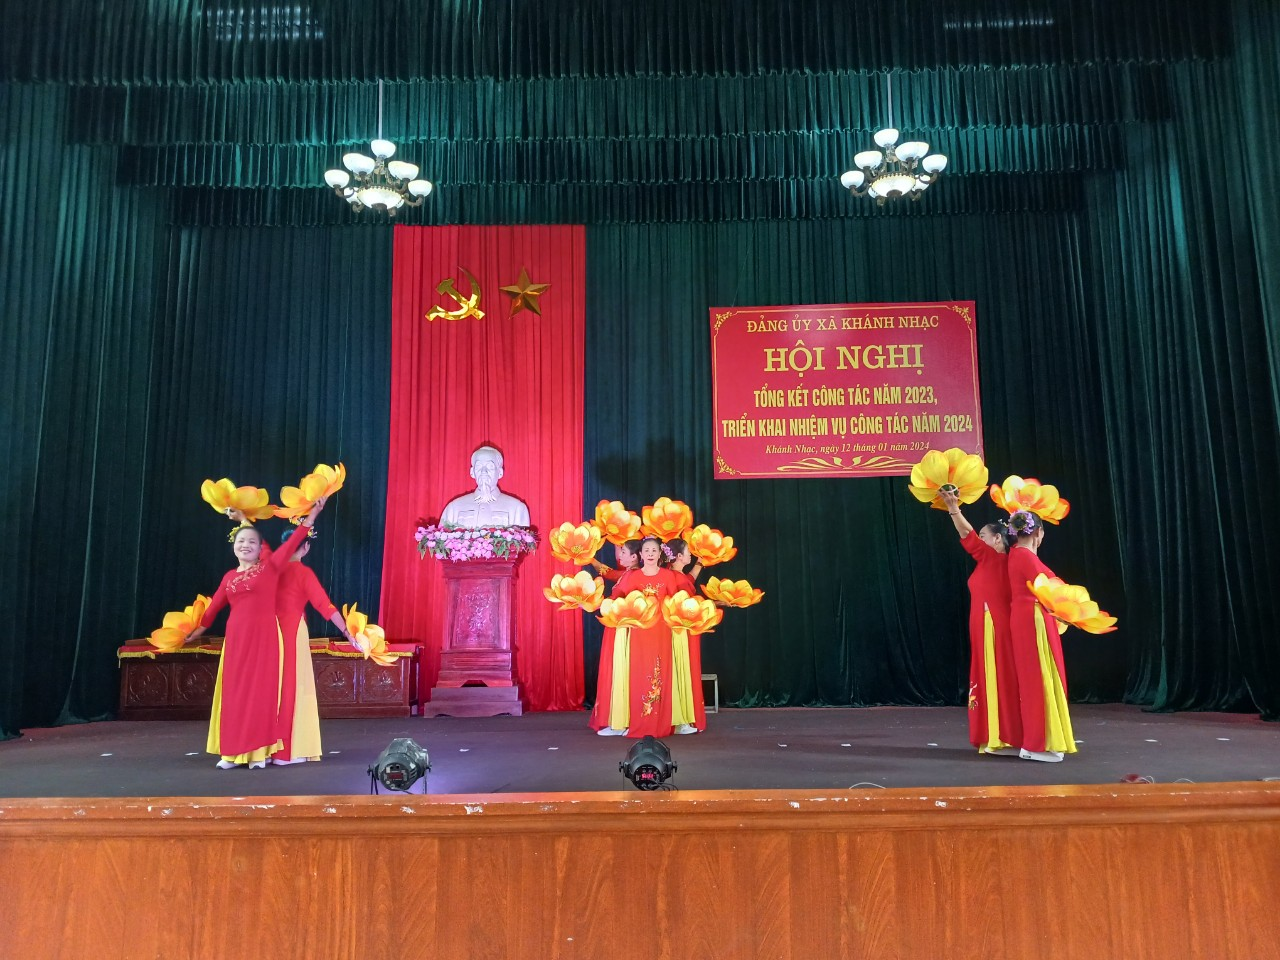 ĐẢNG ỦY XÃ KHÁNH NHẠC
HỘI NGHỊ
TỔNG KẾT CÔNG TÁC NĂM 2023,
TRIỂN KHAI NHIỆM VỤ CÔNG TÁC NĂM 2024
Khánh Nhạc, ngày 12 tháng 01 năm 2024